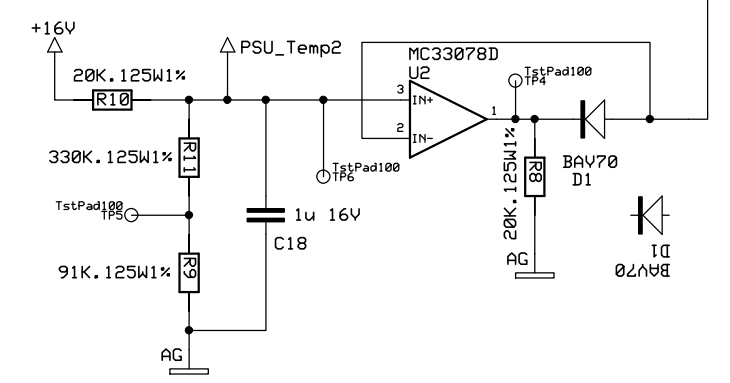 +16V
PSU_Temp2
MC33078D
U2
20K.125W1%
R10
TstPad100
TP4
3
IN+
1
2
IN-
330K.125W1%
R11
TstPad100
TP6
20K.125W1%
R8
BAV70
D1
TstPad100
TP5
1u 16V
C18
D1
BAV70
91K.125W1%
R9
AG
AG